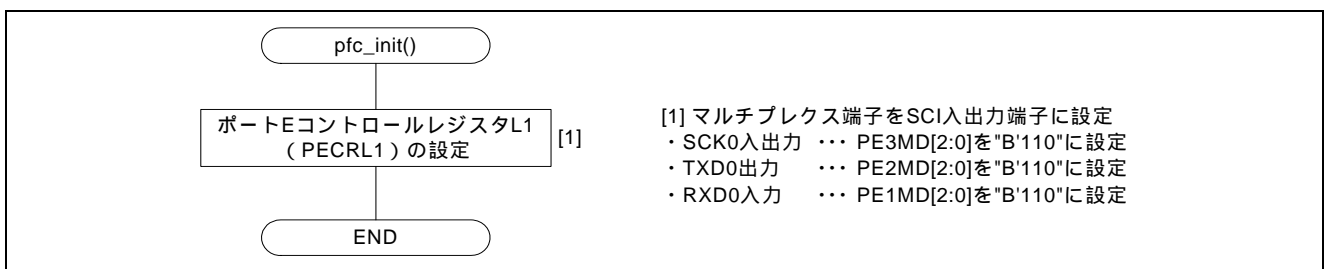 pfc_init()
ポートEコントロールレジスタL1
（PECRL1）の設定
[1]
END
[1] マルチプレクス端子をSCI入出力端子に設定
・SCK0入出力 ･･･ PE3MD[2:0]を"B'110"に設定
・TXD0出力 ･･･ PE2MD[2:0]を"B'110"に設定
・RXD0入力 ･･･ PE1MD[2:0]を"B'110"に設定